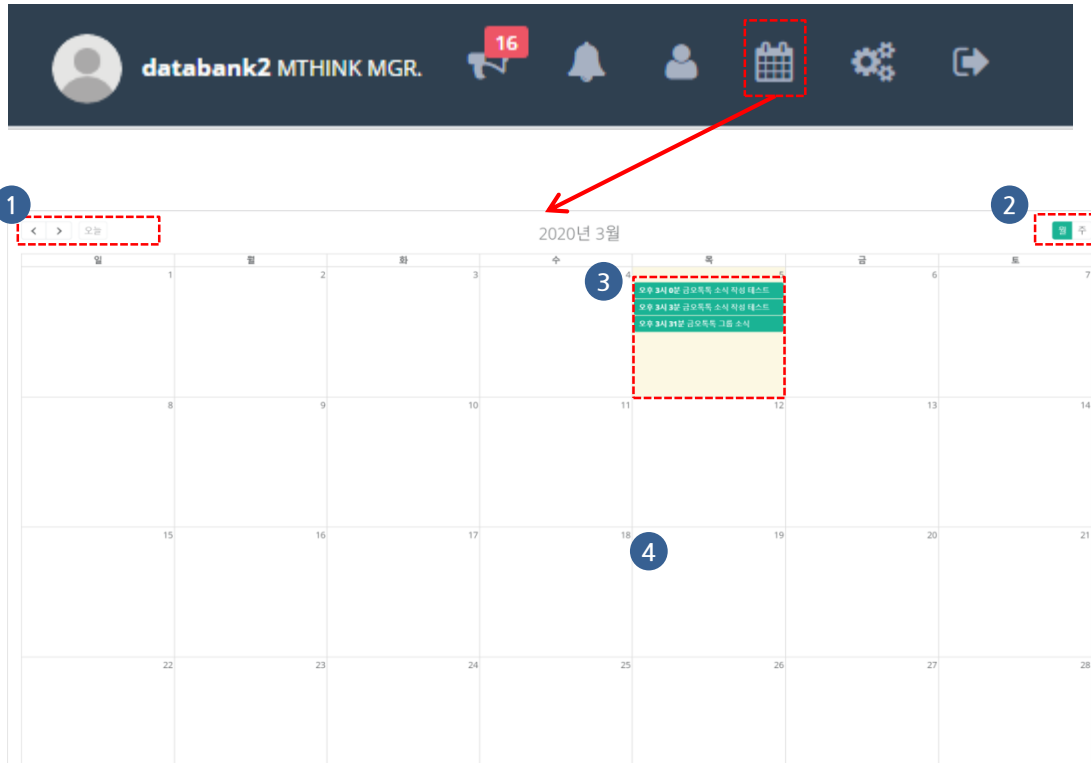 16
databank2 MTHINK MGR.
1
2
오늘
2020년 3월
월 주
일 월 화 수 목 금 토
1 2 3 4 5 6 7
3
오후 3시 0분 금오톡톡 소식 작성 테스트
오후 3시 3분 금오톡톡 소식 작성 테스트
오후 3시 31분 금오톡톡 그룹 소식
8 9 10 11 12 13 14
15 16 17 18 19 20 21
4
22 23 24 25 26 27 28